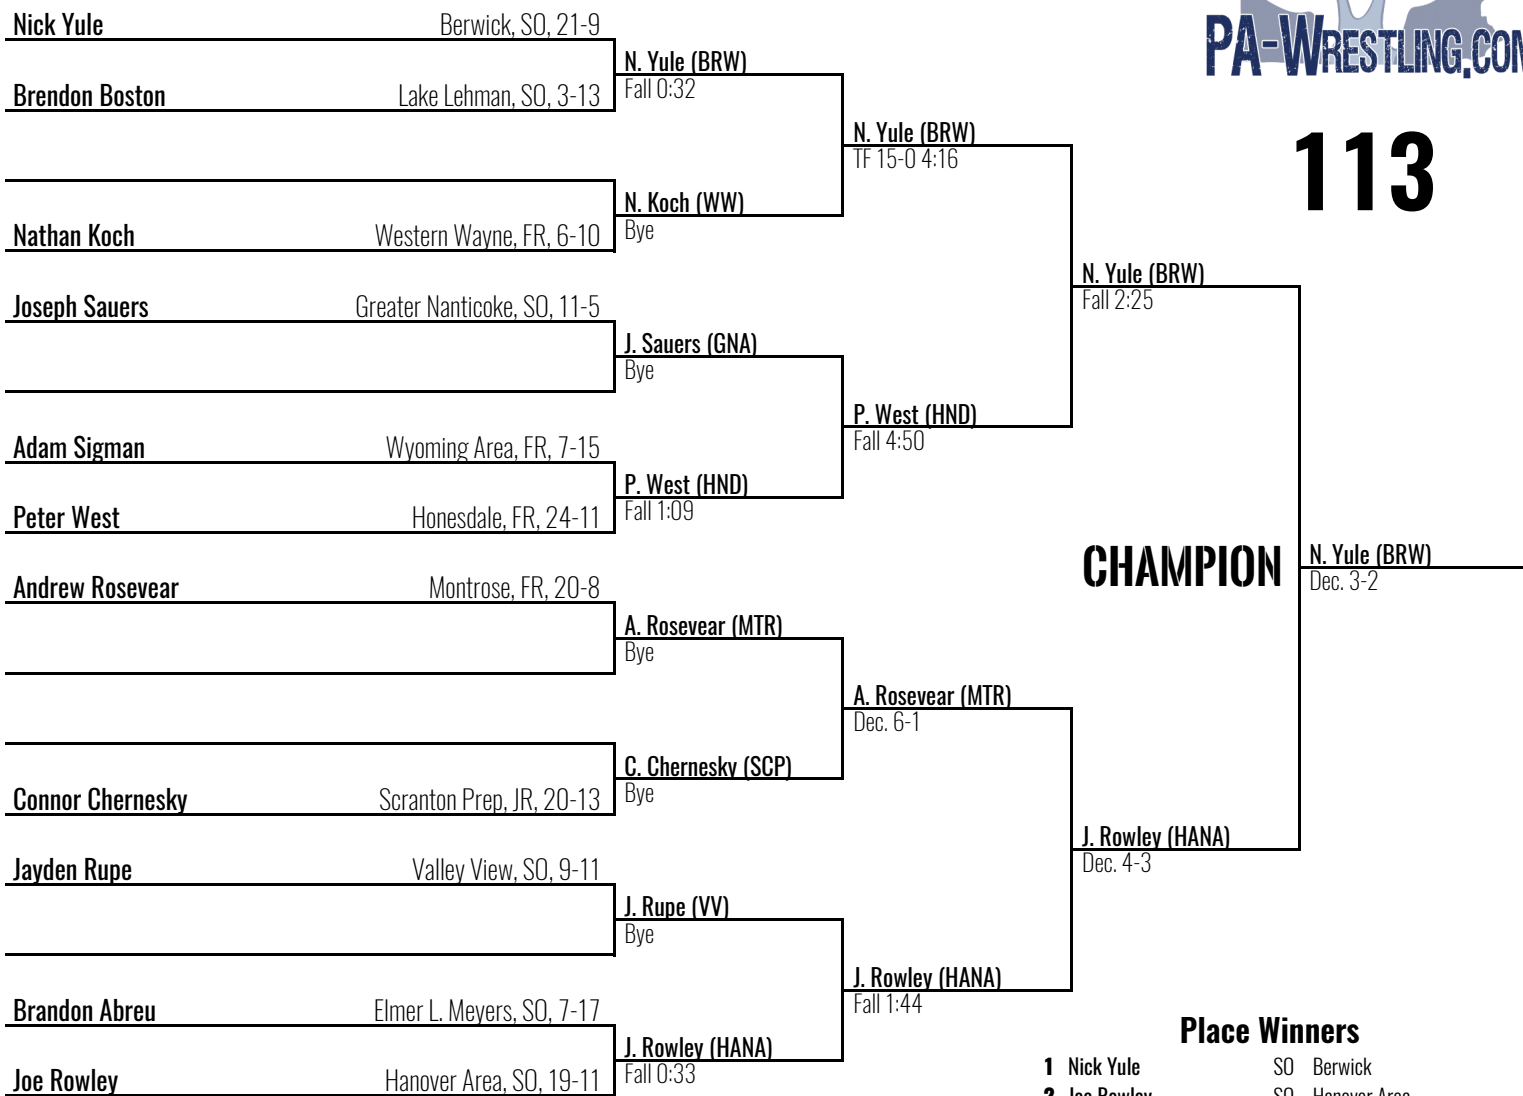 Nick Yule Berwick, SO, 21-9
N. Yule (BRW)
Fall 0:32
Brendon Boston Lake Lehman, SO, 3-13
N. Yule (BRW)
TF 15-0 4:16
N. Koch (WW)
Bye
Nathan Koch Western Wayne, FR, 6-10
N. Yule (BRW)
Fall 2:25
Joseph Sauers Greater Nanticoke, SO, 11-5
J. Sauers (GNA)
Bye
P. West (HND)
Fall 4:50
Adam Sigman Wyoming Area, FR, 7-15
P. West (HND)
Fall 1:09
Peter West Honesdale, FR, 24-11
CHAMPION
N. Yule (BRW)
Dec. 3-2
Andrew Rosevear Montrose, FR, 20-8
A. Rosevear (MTR)
Bye
A. Rosevear (MTR)
Dec. 6-1
C. Chernesky (SCP)
Bye
Connor Chernesky Scranton Prep, JR, 20-13
J. Rowley (HANA)
Dec. 4-3
Jayden Rupe Valley View, SO, 9-11
J. Rupe (VV)
Bye
J. Rowley (HANA)
Fall 1:44
Brandon Abreu Elmer L. Meyers, SO, 7-17
J. Rowley (HANA)
Fall 0:33
Joe Rowley Hanover Area, SO, 19-11
PA-WRESTLING.COM
113
Place Winners
1 Nick Yule SO Berwick
2 Joe Rowley SO Hanover Area